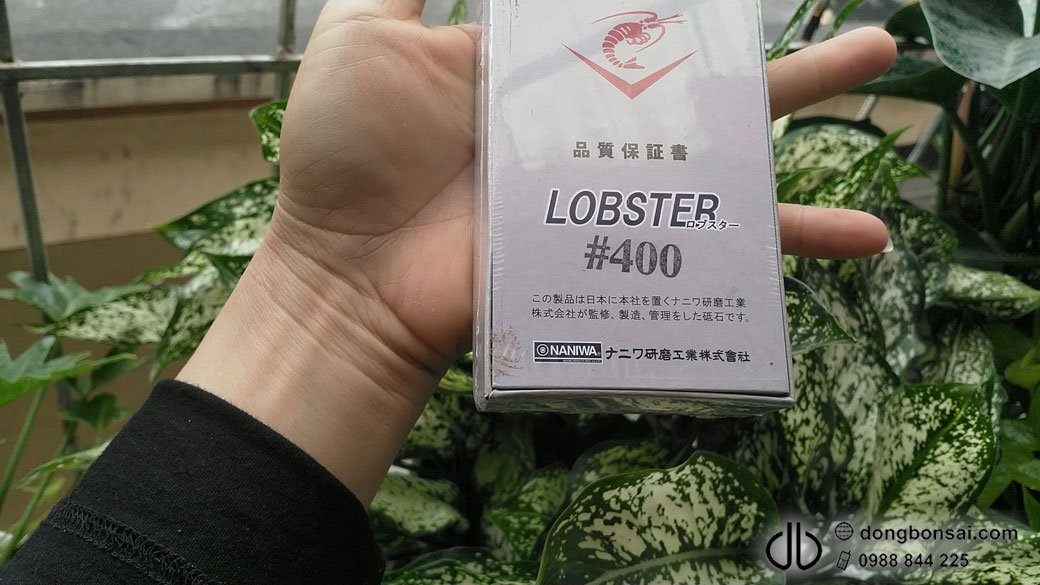 品質保証書
LOBSTER
ロブスター
#400
この製品は日本に本社を置くナニワ研磨工業
株式会社が監修、製造、管理をした砥石です。
NANIWA ナニワ研磨工業株式會社
dongbonsai.com
0988 844 225